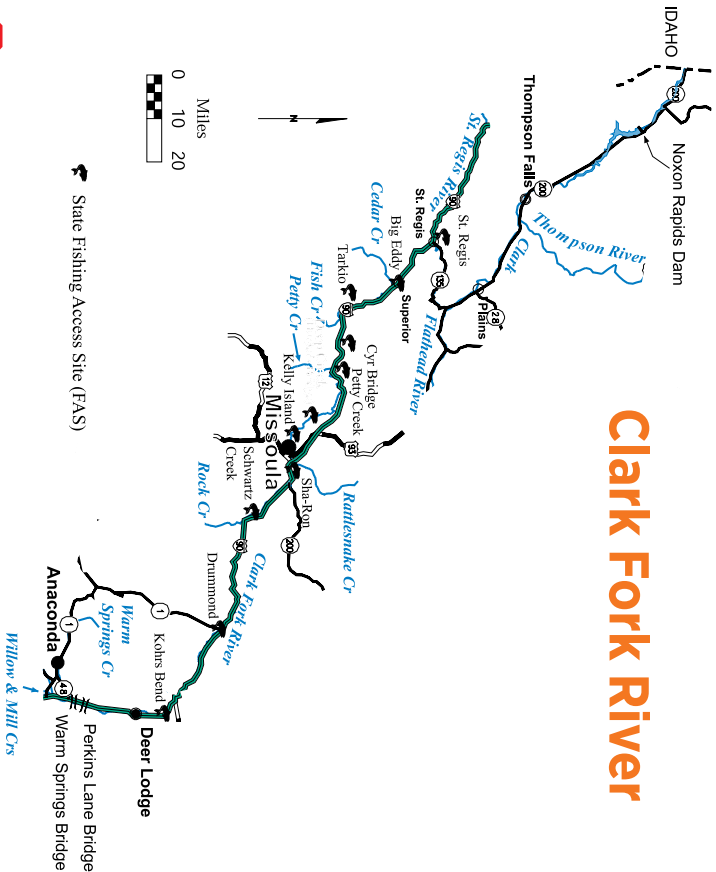 Clark Fork River
IDAHO
200
Noxon Rapids Dam
Thompson Falls
200
Thompson River
Clark
St. Regis River
90
St. Regis
St. Regis
135
Plains
28
Flathead River
Cedar Cr
Big Eddy
Superior
Tarkio
90
Fish Cr
Petty Cr
Cyr Bridge
Petty Creek
Kelly Island
12
Missoula
93
Sha-Ron
Rattlesnake Cr
200
Schwartz
Creek
Rock Cr
90
Clark Fork River
Drummond
1
Warm
Springs Cr
1
Anaconda
48
Kohrs Bend
Deer Lodge
Perkins Lane Bridge
Warm Springs Bridge
Willow & Mill Crs
N
Miles
0 10 20
State Fishing Access Site (FAS)